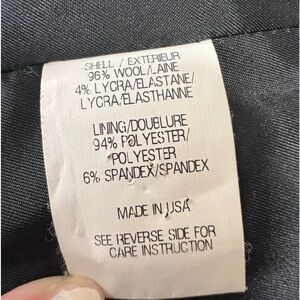 SHELL / EXTERIEUR
96% WOOL/LAINE
4% LYCRA/ELASTANE/
LYCRA/ELASTHANNE
LINING/DOUBLURE
94% POLYESTER/
POLYESTER
6% SPANDEX/SPANDEX
MADE IN USA
SEE REVERSE SIDE FOR
CARE INSTRUCTION